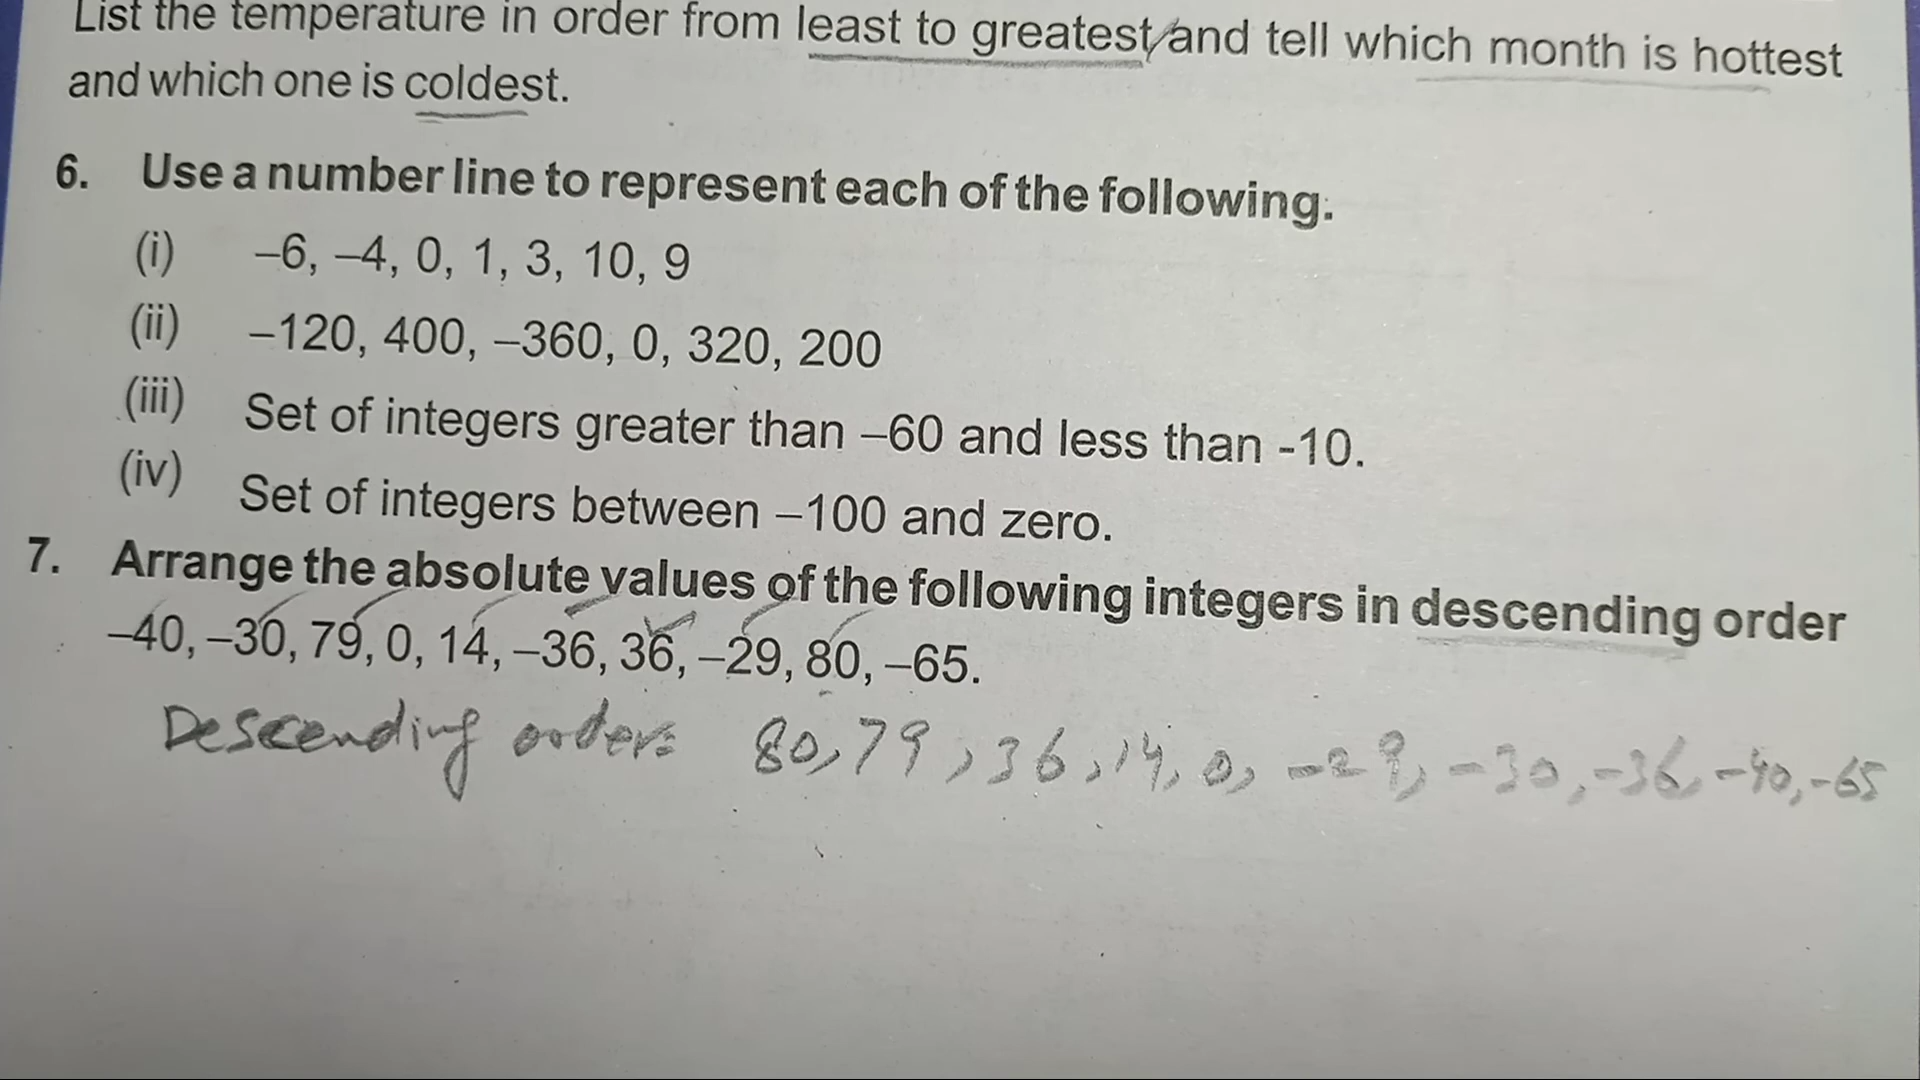 List the temperature in order from least to greatest and tell which month is hottest
and which one is coldest.
6. Use a number line to represent each of the following.
(i) –6, –4, 0, 1, 3, 10, 9
(ii) –120, 400, –360, 0, 320, 200
(iii) Set of integers greater than –60 and less than -10.
(iv) Set of integers between –100 and zero.
7. Arrange the absolute values of the following integers in descending order
–40, –30, 79, 0, 14, –36, 36, –29, 80, –65.
Descending order: 80, 79, 36, 14, 0, -29, -30, -36, -40, -65